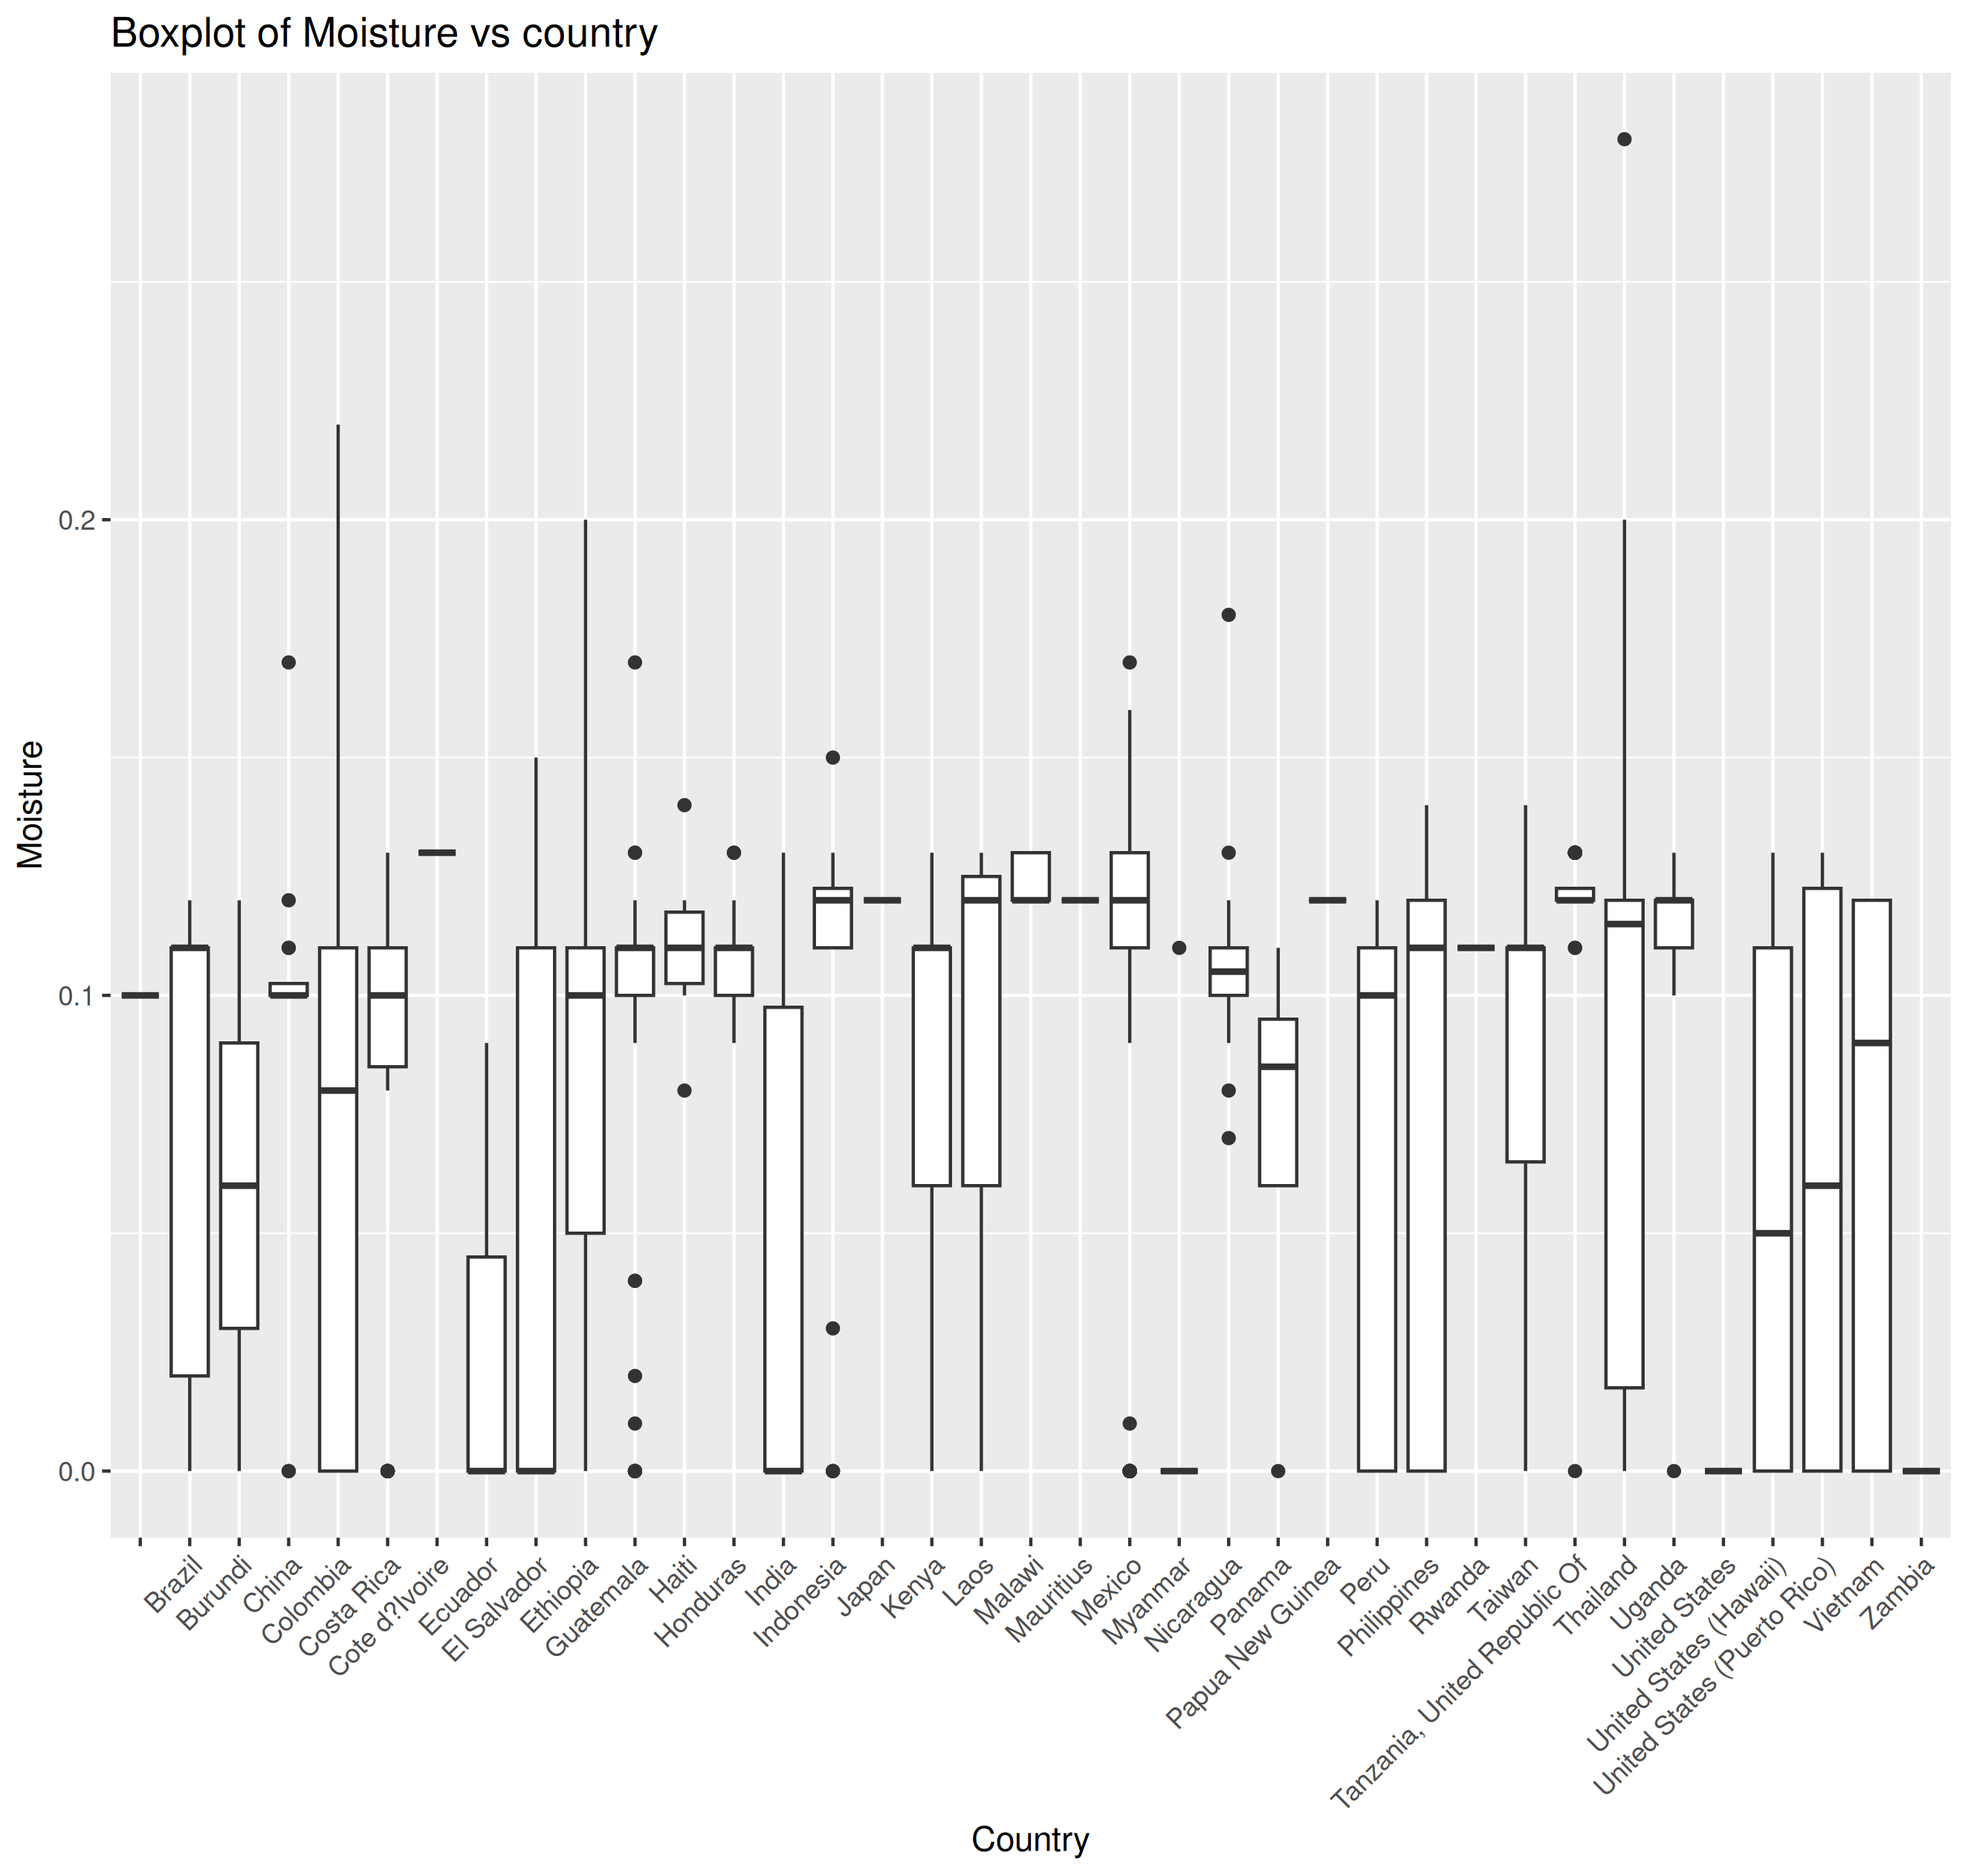 Boxplot of Moisture vs country
Moisture
0.2
0.1
0.0
Brazil
Burundi
China
Colombia
Costa Rica
Cote d?Ivoire
Ecuador
El Salvador
Ethiopia
Guatemala
Haiti
Honduras
India
Indonesia
Japan
Kenya
Laos
Malawi
Mauritius
Mexico
Myanmar
Nicaragua
Panama
Papua New Guinea
Peru
Philippines
Rwanda
Taiwan
Tanzania, United Republic Of
Thailand
Uganda
United States
United States (Hawaii)
United States (Puerto Rico)
Vietnam
Zambia
Country